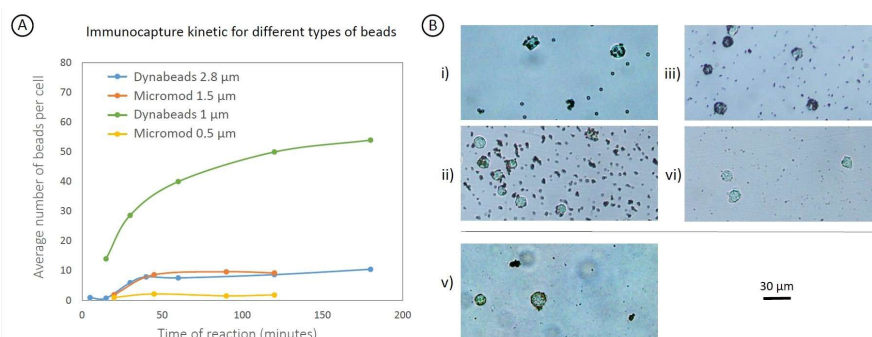 A
Immunocapture kinetic for different types of beads
Average number of beads per cell
80
70
60
50
40
30
20
10
0
Dynabeads 2.8 μm
Micromod 1.5 μm
Dynabeads 1 μm
Micromod 0.5 μm
0 50 100 150 200
Time of reaction (minutes)
B
i)
iii)
ii)
vi)
v)
30 μm